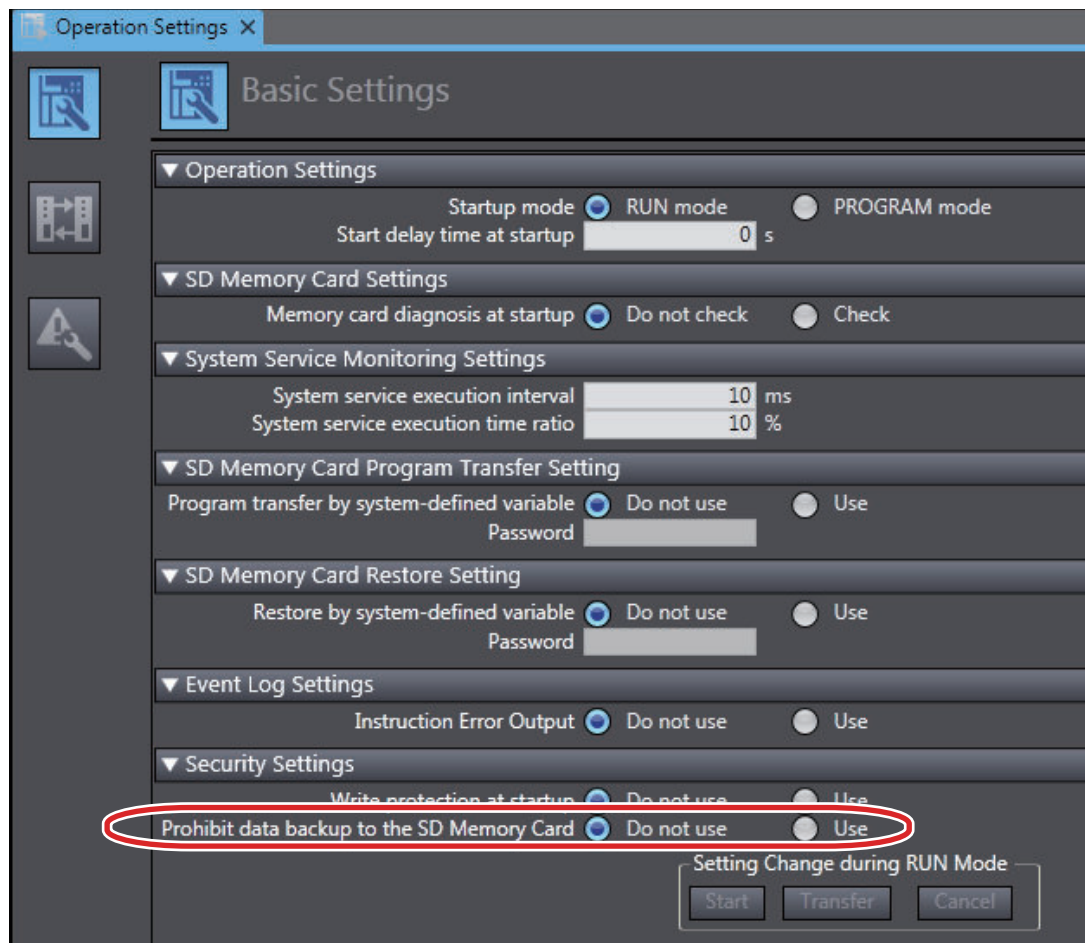 Operation Settings X
Basic Settings
▼ Operation Settings
Startup mode RUN mode PROGRAM mode
Start delay time at startup 0 s
▼ SD Memory Card Settings
Memory card diagnosis at startup Do not check Check
▼ System Service Monitoring Settings
System service execution interval 10 ms
System service execution time ratio 10 %
▼ SD Memory Card Program Transfer Setting
Program transfer by system-defined variable Do not use Use
Password
▼ SD Memory Card Restore Setting
Restore by system-defined variable Do not use Use
Password
▼ Event Log Settings
Instruction Error Output Do not use Use
▼ Security Settings
Write protection at startup Do not use Use
Prohibit data backup to the SD Memory Card Do not use Use
Setting Change during RUN Mode
Start Transfer Cancel